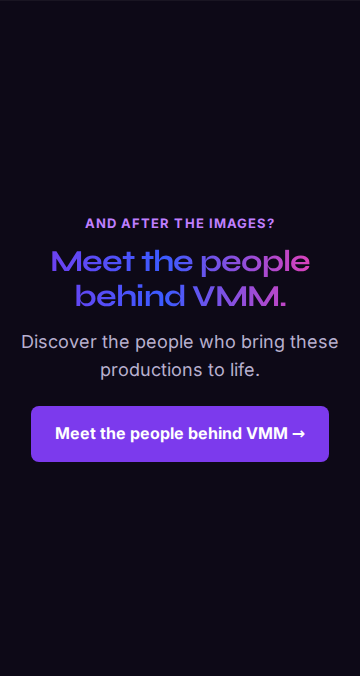 AND AFTER THE IMAGES?
Meet the people
behind VMM.
Discover the people who bring these
productions to life.
Meet the people behind VMM →